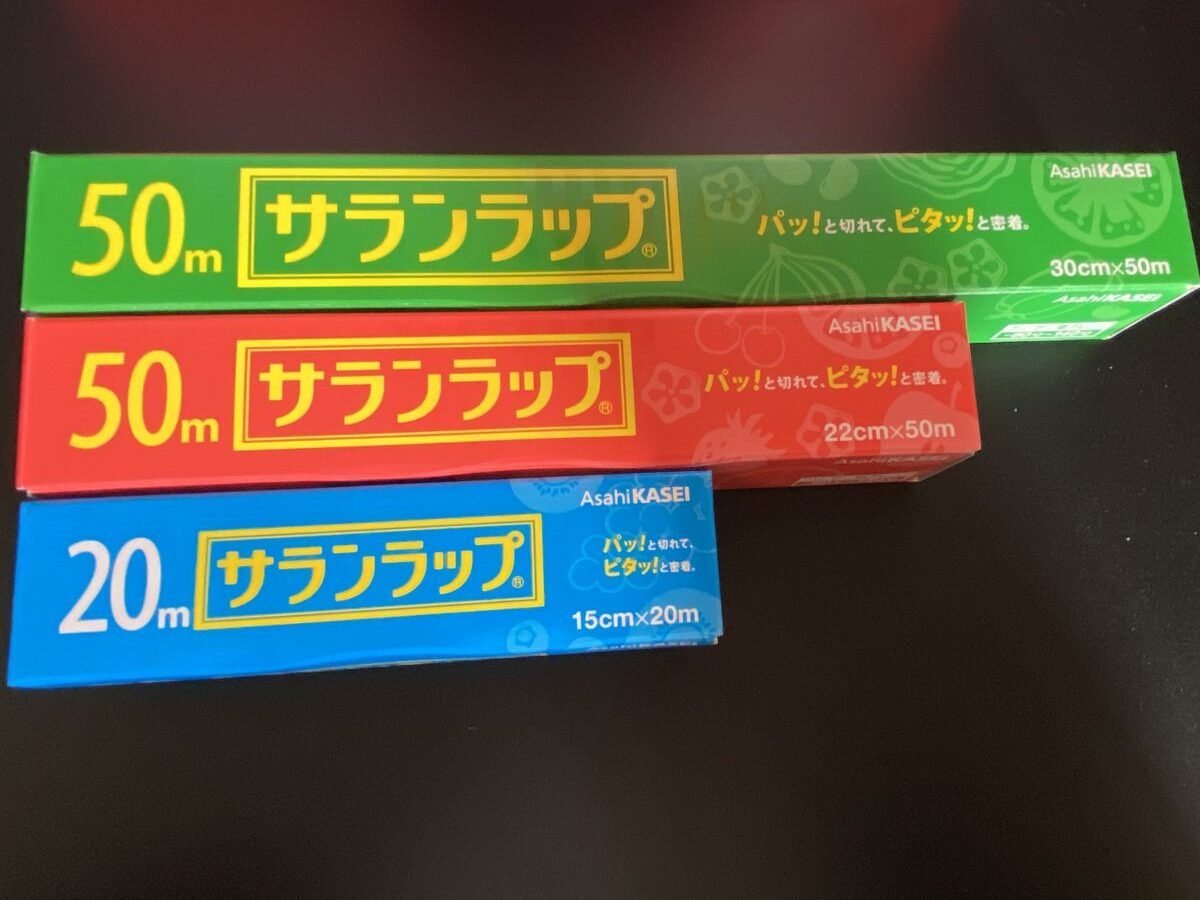 50m
サランラップ®
パッ!と切れて、ピタッ!と密着。
AsahiKASEI
30cm×50m
AsahiKASEI
50m
サランラップ®
パッ!と切れて、ピタッ!と密着。
AsahiKASEI
22cm×50m
AsahiKASEI
20m
サランラップ®
AsahiKASEI
パッ!と切れて、
ピタッ!と密着。
15cm×20m
AsahiKASEI